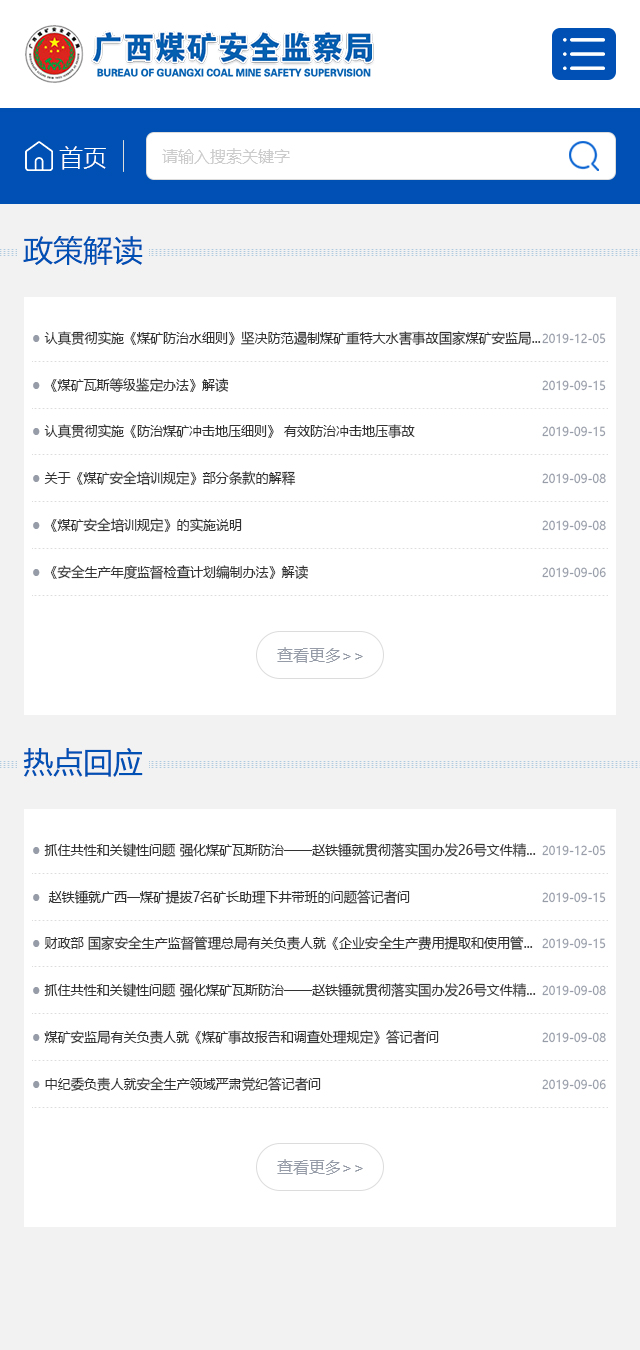 广西煤矿安全监察局
BUREAU OF GUANGXI COAL MINE SAFETY SUPERVISION
首页
请输入搜索关键字
政策解读
认真贯彻实施《煤矿防治水细则》坚决防范遏制煤矿重特大水害事故国家煤矿安监局... 2019-12-05
《煤矿瓦斯等级鉴定办法》解读 2019-09-15
认真贯彻实施《防治煤矿冲击地压细则》 有效防治冲击地压事故 2019-09-15
关于《煤矿安全培训规定》部分条款的解释 2019-09-08
《煤矿安全培训规定》的实施说明 2019-09-08
《安全生产年度监督检查计划编制办法》解读 2019-09-06
查看更多>>
热点回应
抓住共性和关键性问题 强化煤矿瓦斯防治——赵铁锤就贯彻落实国办发26号文件精... 2019-12-05
赵铁锤就广西一煤矿提拔7名矿长助理下井带班的问题答记者问 2019-09-15
财政部 国家安全生产监督管理总局有关负责人就《企业安全生产费用提取和使用管... 2019-09-15
抓住共性和关键性问题 强化煤矿瓦斯防治——赵铁锤就贯彻落实国办发26号文件精... 2019-09-08
煤矿安监局有关负责人就《煤矿事故报告和调查处理规定》答记者问 2019-09-08
中纪委负责人就安全生产领域严肃党纪答记者问 2019-09-06
查看更多>>